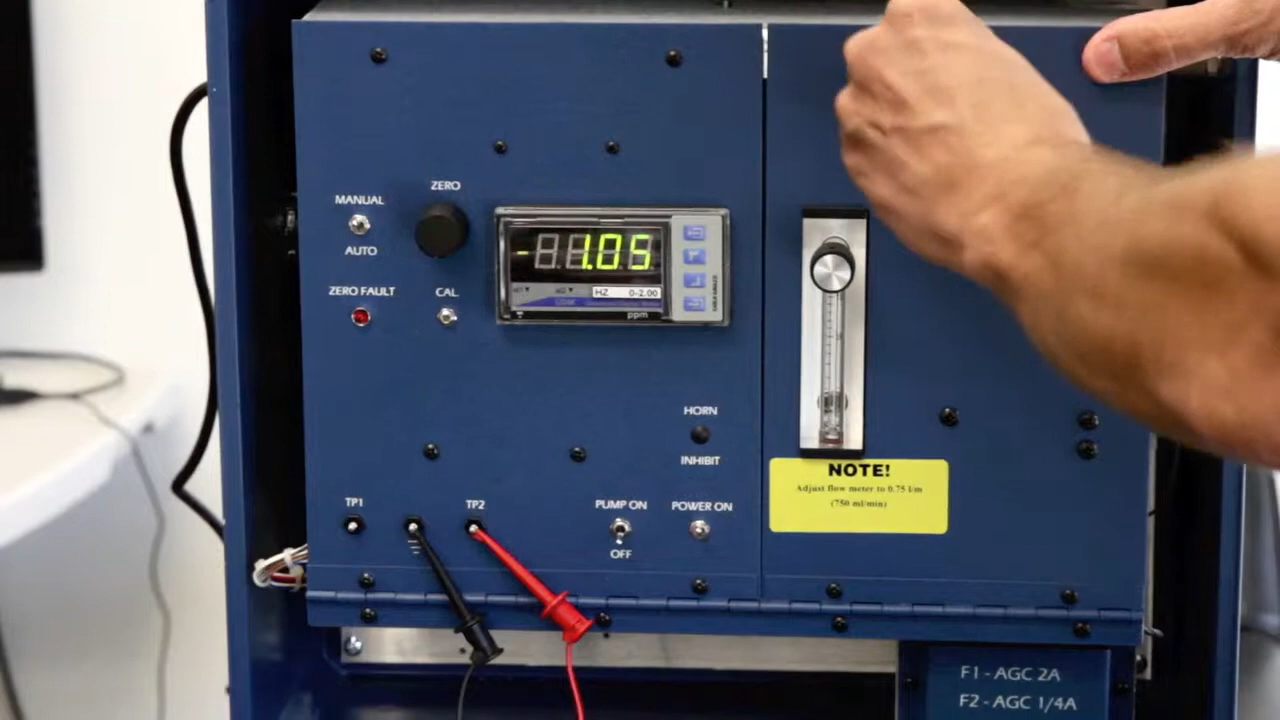 ZERO
MANUAL
AUTO
- 1.05
HZ 0-2.00
ppm
ZERO FAULT
CAL
HORN
INHIBIT
NOTE!
Adjust flow meter to 0.75 l/m
(750 ml/min)
TP1
TP2
PUMP ON
OFF
POWER ON
F1 - AGC 2A
F2 - AGC 1/4A